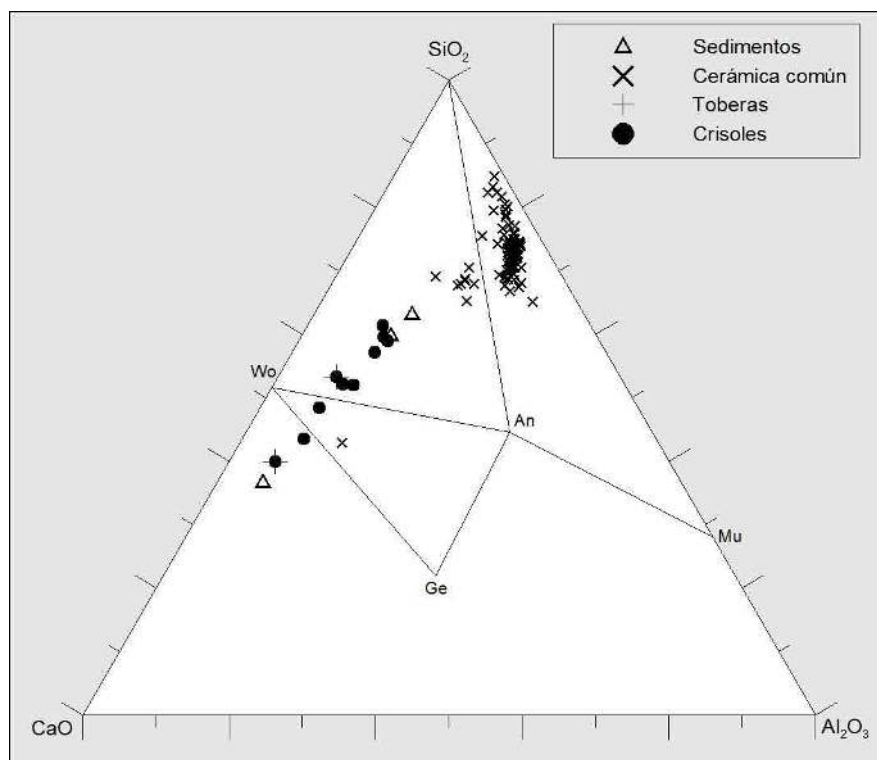 SiO₂
Sedimentos
Cerámica común
Toberas
Crisoles
Wo
An
Mu
Ge
CaO
Al₂O₃